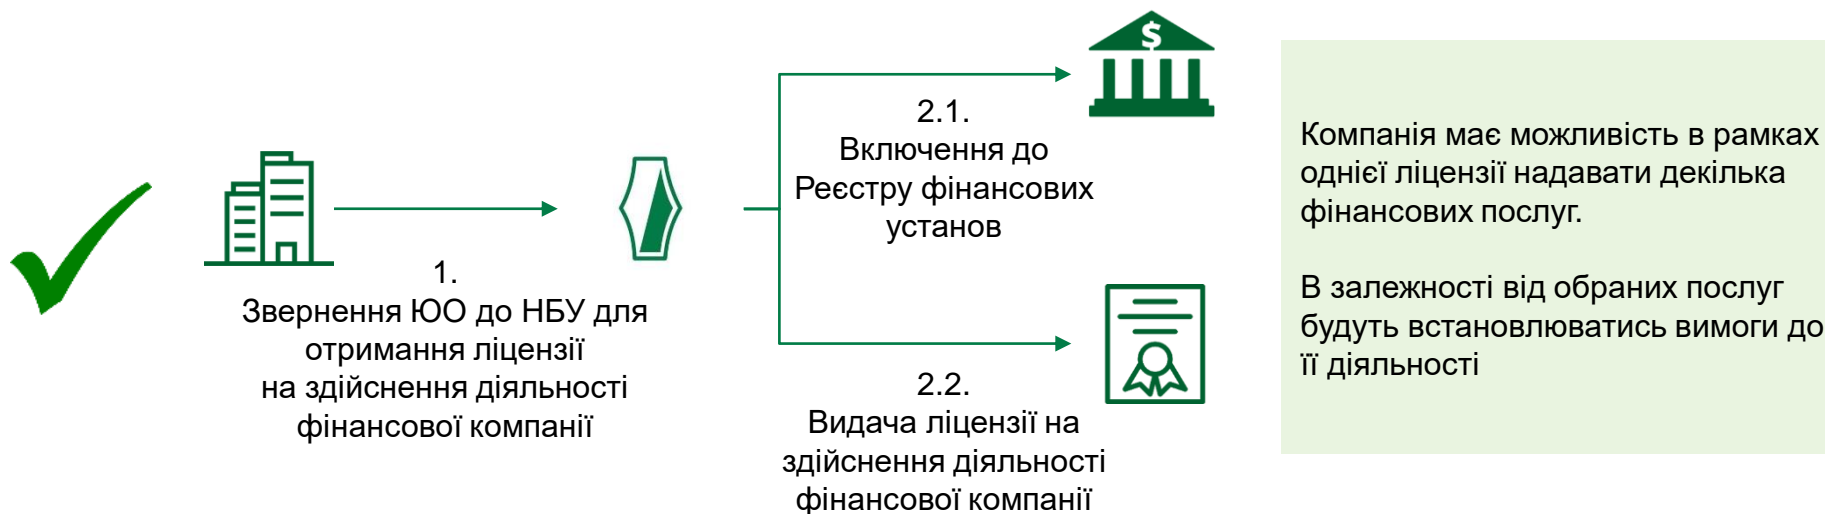 1.
Звернення ЮО до НБУ для
отримання ліцензії
на здійснення діяльності
фінансової компанії
2.1.
Включення до
Реєстру фінансових
установ
$
2.2.
Видача ліцензії на
здійснення діяльності
фінансової компанії
Компанія має можливість в рамках
однієї ліцензії надавати декілька
фінансових послуг.
В залежності від обраних послуг
будуть встановлюватись вимоги до
її діяльності